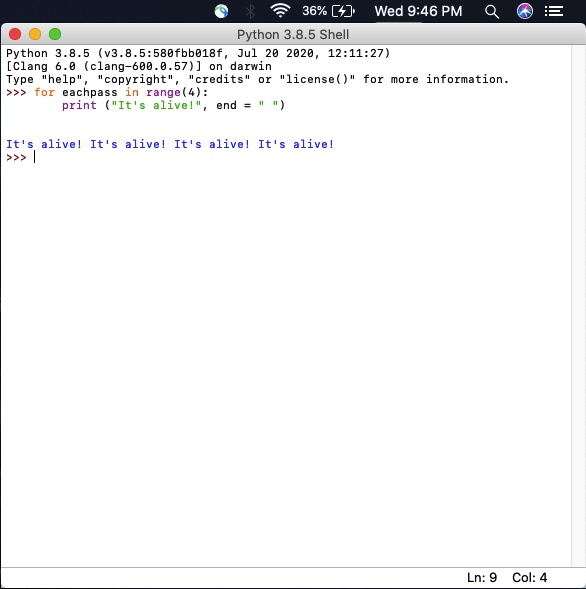 36% Wed 9:46 PM
Python 3.8.5 Shell
Python 3.8.5 (v3.8.5:580fbb018f, Jul 20 2020, 12:11:27)
[Clang 6.0 (clang-600.0.57)] on darwin
Type "help", "copyright", "credits" or "license()" for more information.
>>> for eachpass in range(4):
        print ("It's alive!", end = " ")
It's alive! It's alive! It's alive! It's alive!
>>>
Ln: 9 Col: 4